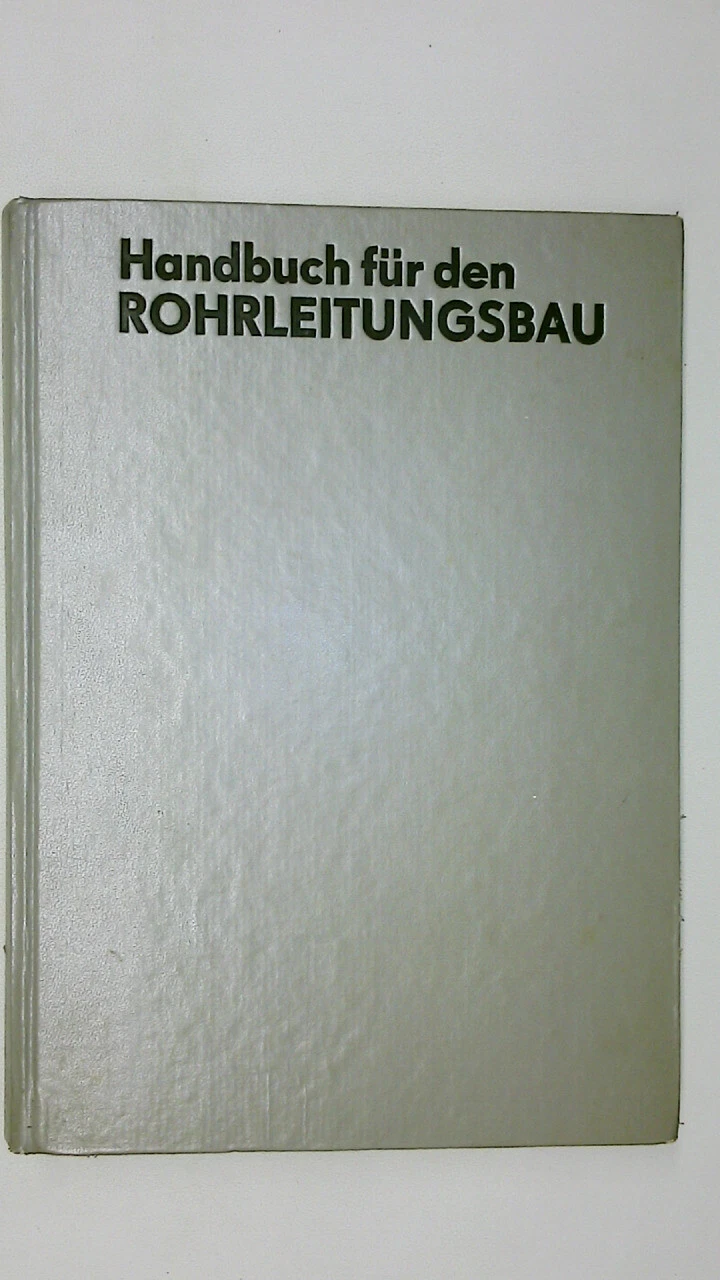 Handbuch für den
ROHRLEITUNGSBAU